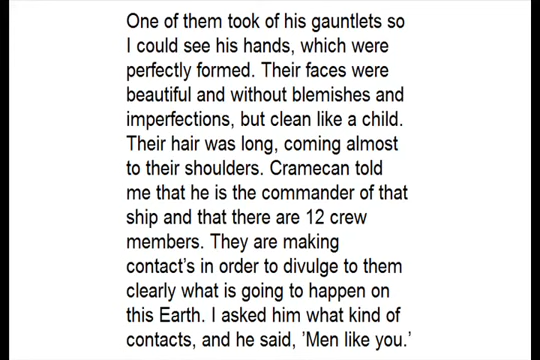 One of them took of his gauntlets so
I could see his hands, which were
perfectly formed. Their faces were
beautiful and without blemishes and
imperfections, but clean like a child.
Their hair was long, coming almost
to their shoulders. Cramecan told
me that he is the commander of that
ship and that there are 12 crew
members. They are making
contact’s in order to divulge to them
clearly what is going to happen on
this Earth. I asked him what kind of
contacts, and he said, ’Men like you.’